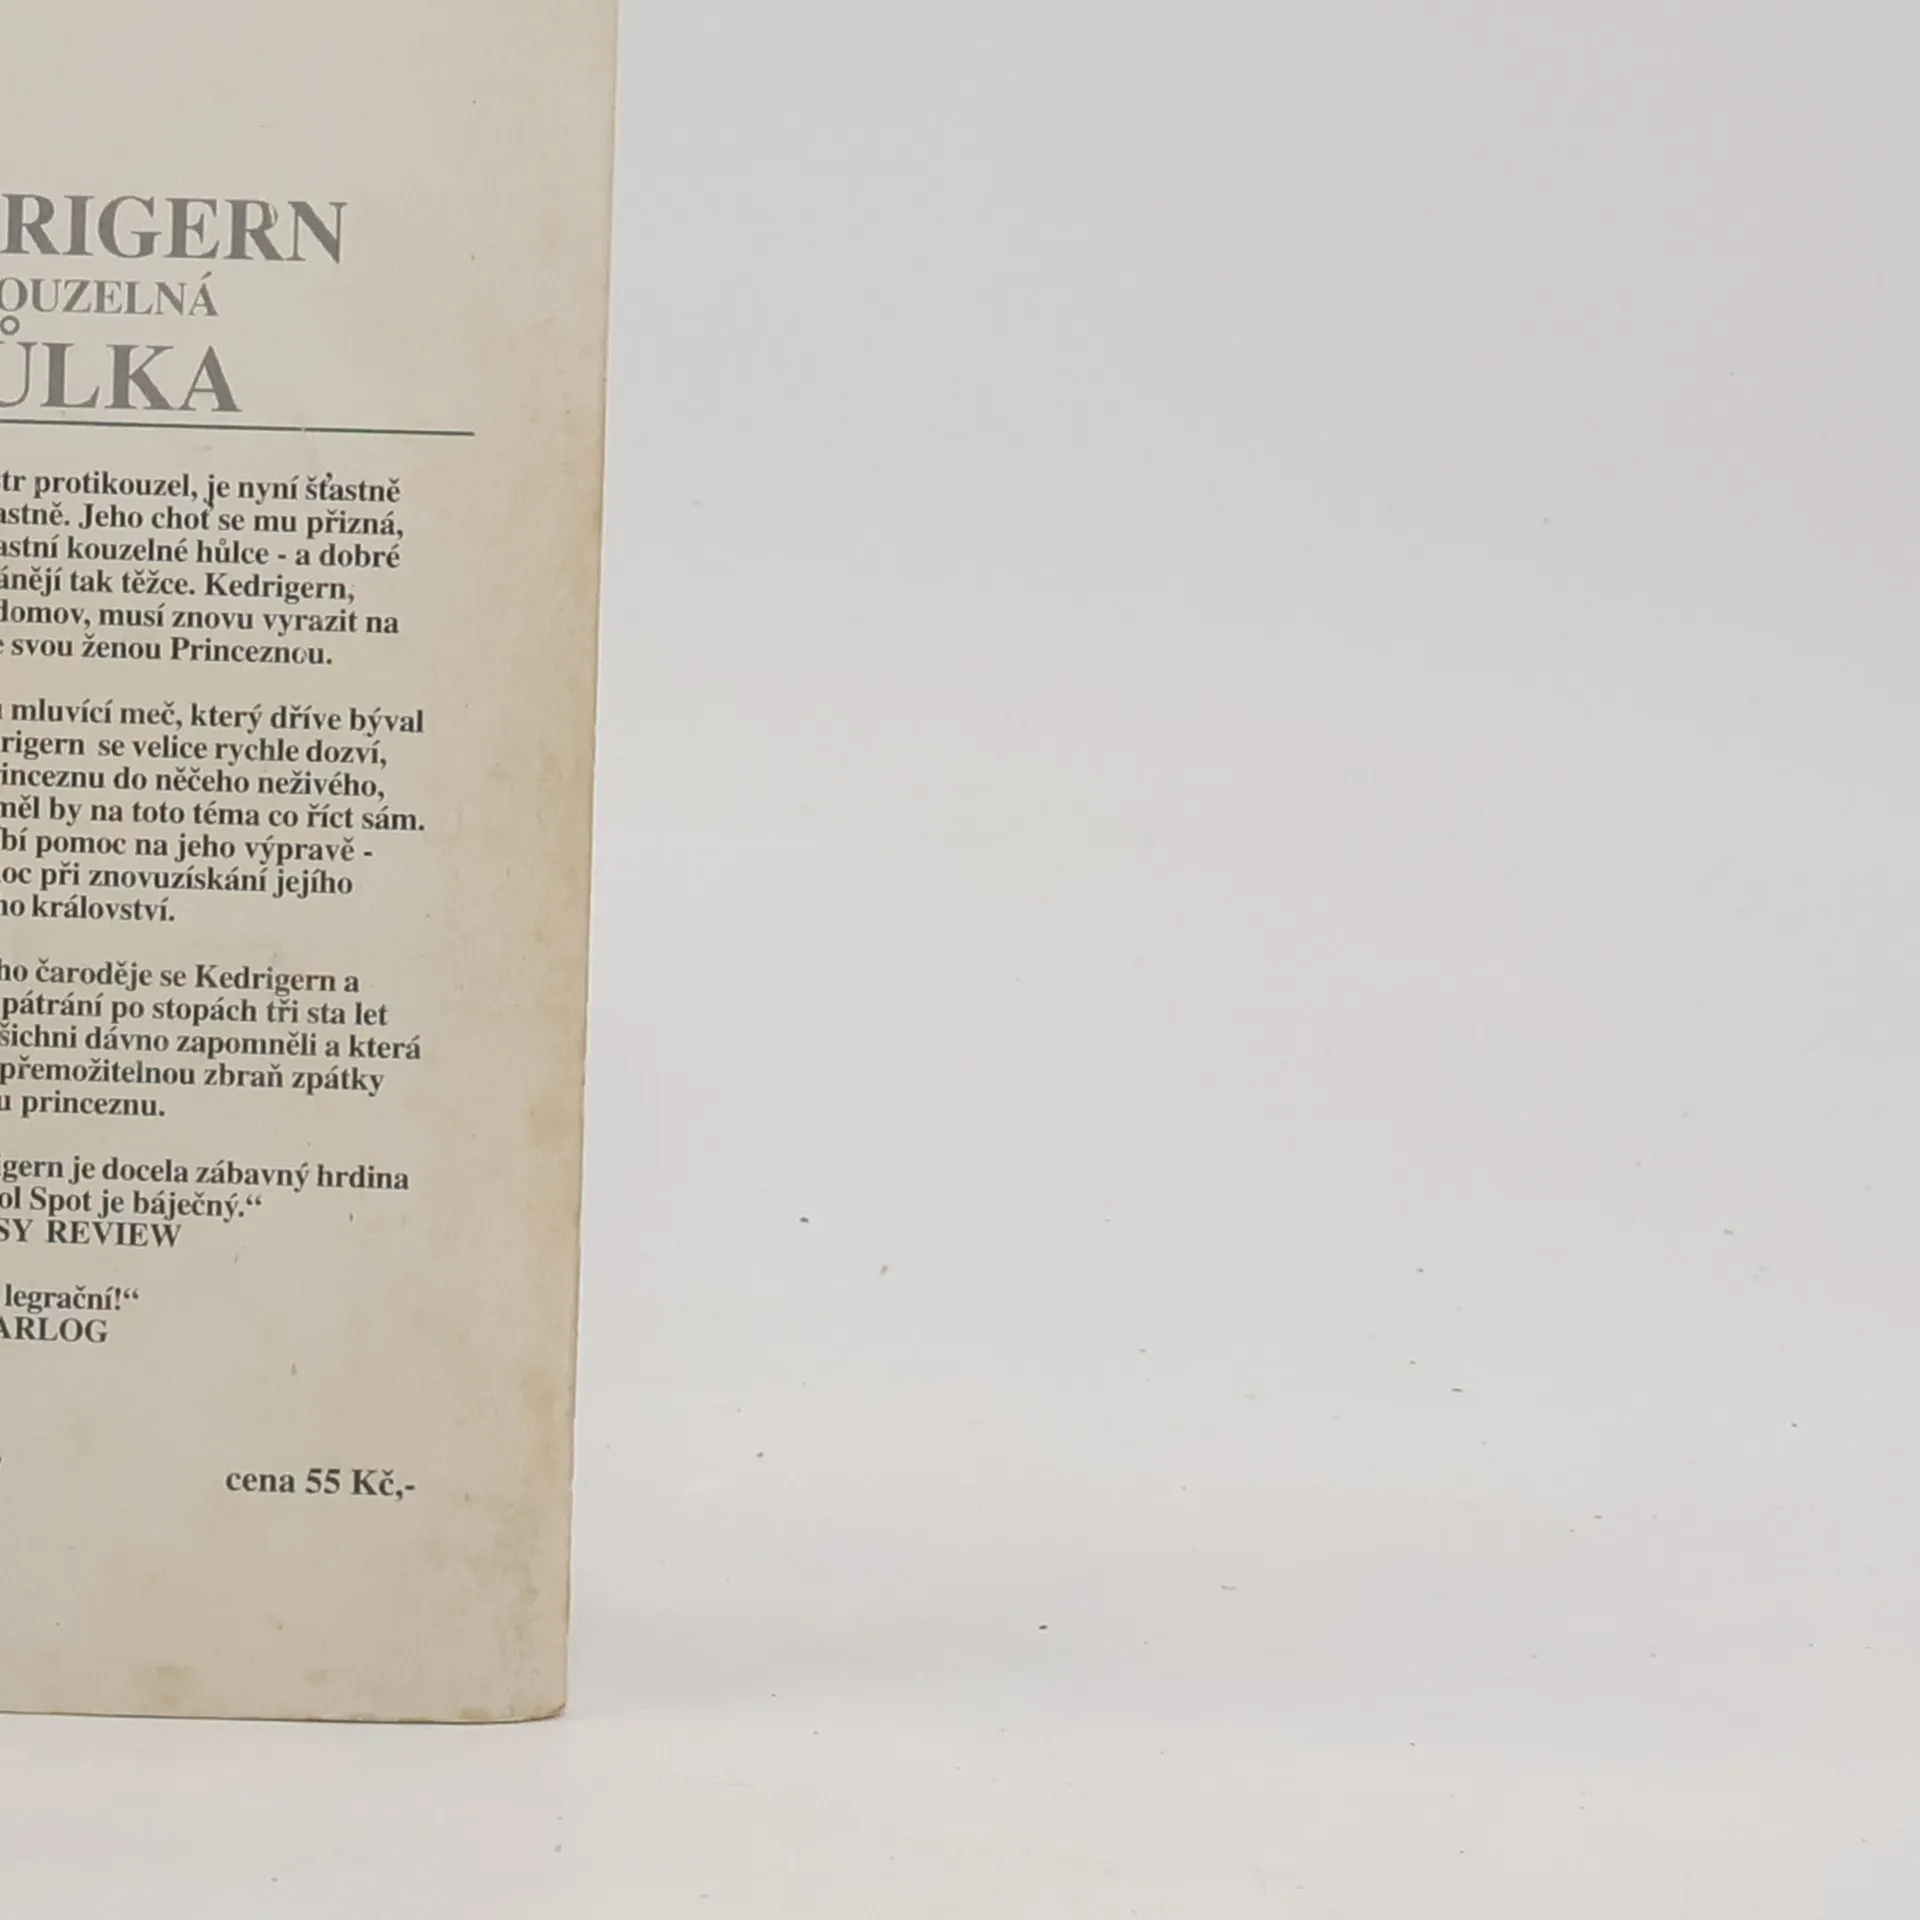 RIGERN
OUZELNÁ
ŮLKA
str protikouzel, je nyní šťastně
astně. Jeho choť se mu přizná,
astní kouzelné hůlce - a dobré
ánějí tak těžce. Kedrigern,
domov, musí znovu vyrazit na
e svou ženou Princeznou.
mluvící meč, který dříve býval
rigern se velice rychle dozví,
inceznu do něčeho neživého,
měl by na toto téma co říct sám.
bí pomoc na jeho výpravě -
oc při znovuzískání jejího
ho království.
ho čaroděje se Kedrigern a
pátrání po stopách tři sta let
šichni dávno zapomněli a která
přemožitelnou zbraň zpátky
u princeznu.
igern je docela zábavný hrdina
ol Spot je báječný.“
SY REVIEW
legrační!“
ARLOG
cena 55 Kč,-